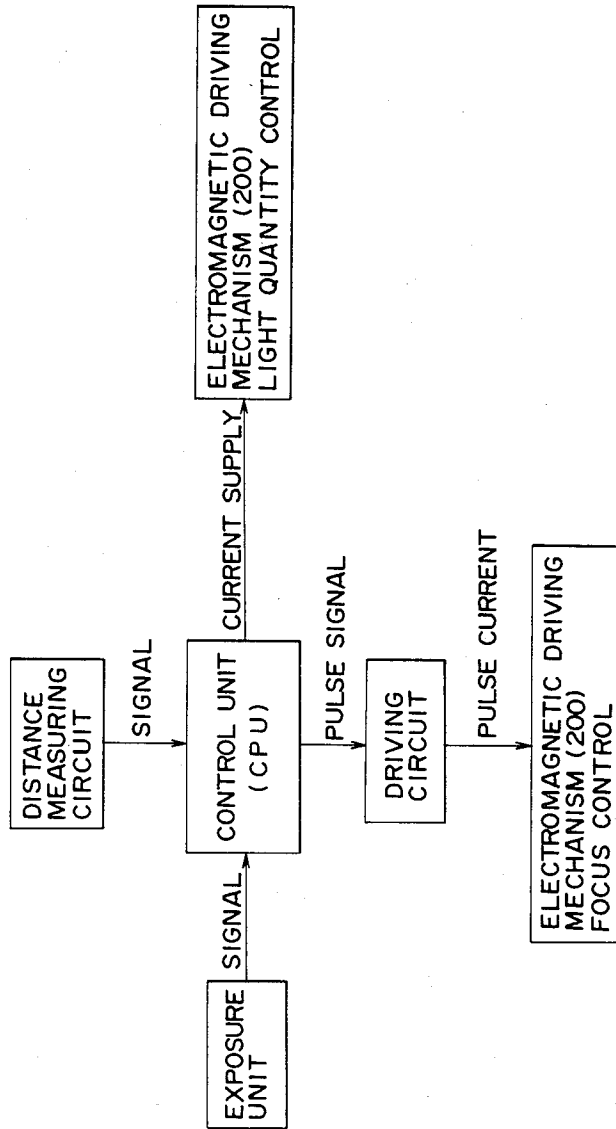 DISTANCE
MEASURING
CIRCUIT
SIGNAL
EXPOSURE
UNIT
SIGNAL
CONTROL UNIT
(CPU)
CURRENT SUPPLY
ELECTROMAGNETIC DRIVING
MECHANISM (200)
LIGHT QUANTITY CONTROL
PULSE SIGNAL
DRIVING
CIRCUIT
PULSE CURRENT
ELECTROMAGNETIC DRIVING
MECHANISM (200)
FOCUS CONTROL